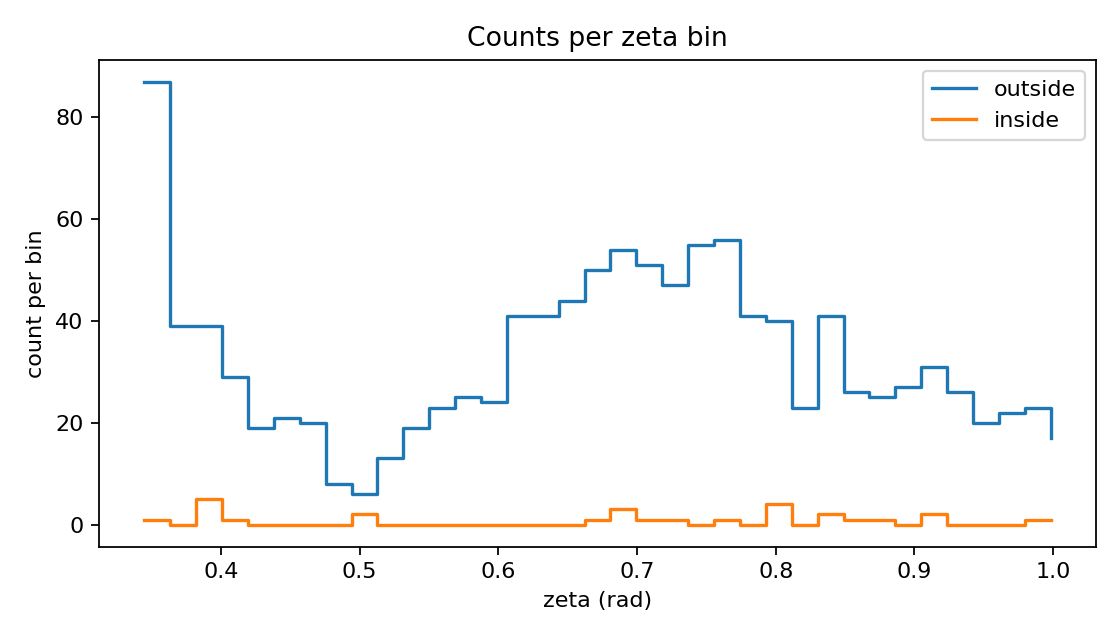 Counts per zeta bin
outside
inside
count per bin
80
60
40
20
0
0.4 0.5 0.6 0.7 0.8 0.9 1.0
zeta (rad)